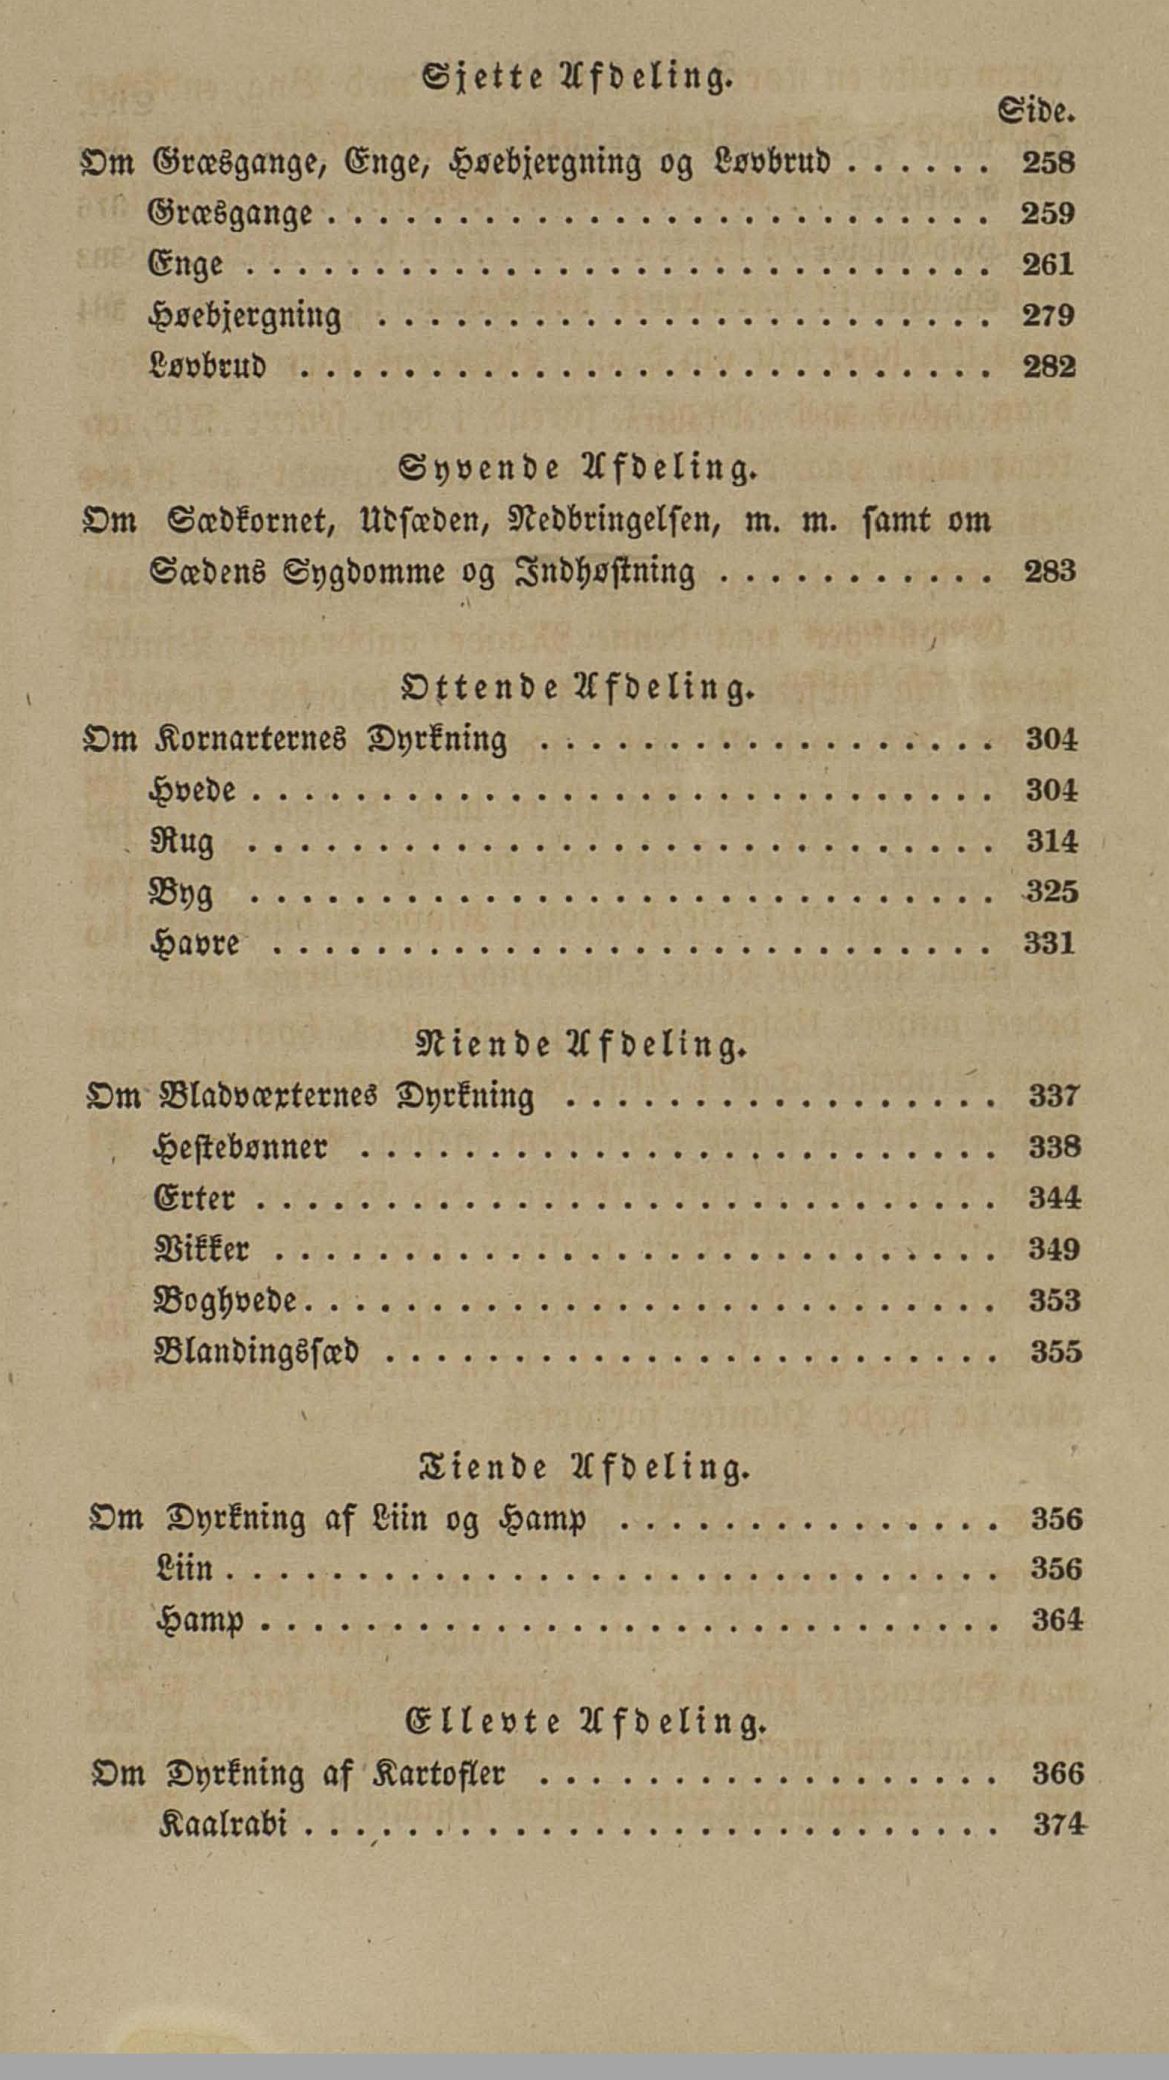 Sjette Afdeling.
Side.
Om Græsgange, Enge, Høebjergning og Løvbrud . . . . . . 258
Græsgange . . . . . . . . . . . . . . . . . . . . . . . . . . 259
Enge . . . . . . . . . . . . . . . . . . . . . . . . . . . . . 261
Høebjergning . . . . . . . . . . . . . . . . . . . . . . . . 279
Løvbrud . . . . . . . . . . . . . . . . . . . . . . . . . . . 282
Syvende Afdeling.
Om Sædkornet, Udsæden, Nedbringelsen, m. m. samt om
Sædens Sygdomme og Indhøstning . . . . . . . . . . . 283
Ottende Afdeling.
Om Kornarternes Dyrkning . . . . . . . . . . . . . . . . . . 304
Hvede . . . . . . . . . . . . . . . . . . . . . . . . . . . . . 304
Rug . . . . . . . . . . . . . . . . . . . . . . . . . . . . . 314
Byg . . . . . . . . . . . . . . . . . . . . . . . . . . . . . 325
Havre . . . . . . . . . . . . . . . . . . . . . . . . . . . . 331
Niende Afdeling.
Om Bladvæxternes Dyrkning . . . . . . . . . . . . . . . . . 337
Hestebønner . . . . . . . . . . . . . . . . . . . . . . . . . 338
Erter . . . . . . . . . . . . . . . . . . . . . . . . . . . . . 344
Vikker . . . . . . . . . . . . . . . . . . . . . . . . . . . . 349
Boghvede . . . . . . . . . . . . . . . . . . . . . . . . . . . 353
Blandingssæd . . . . . . . . . . . . . . . . . . . . . . . . 355
Tiende Afdeling.
Om Dyrkning af Liin og Hamp . . . . . . . . . . . . . . . 356
Liin . . . . . . . . . . . . . . . . . . . . . . . . . . . . . . 356
Hamp . . . . . . . . . . . . . . . . . . . . . . . . . . . . . 364
Ellevte Afdeling.
Om Dyrkning af Kartofler . . . . . . . . . . . . . . . . . . 366
Kaalrabi . . . . . . . . . . . . . . . . . . . . . . . . . . . 374